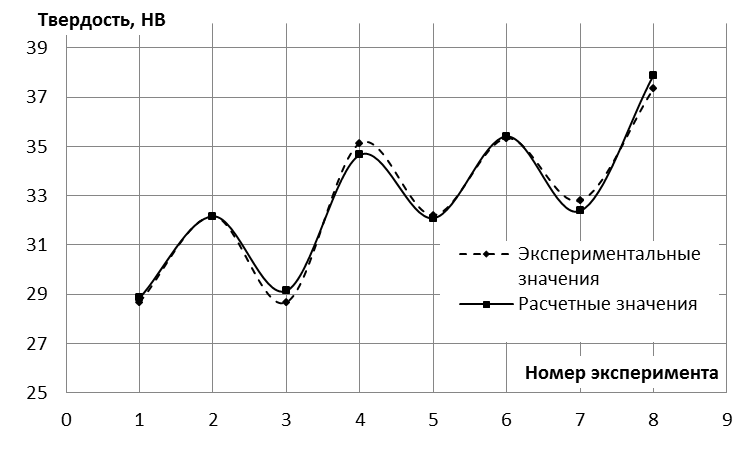 Твердость, НВ
39
37
35
33
31
29
27
25
Экспериментальные
значения
Расчетные значения
Номер эксперимента
0 1 2 3 4 5 6 7 8 9